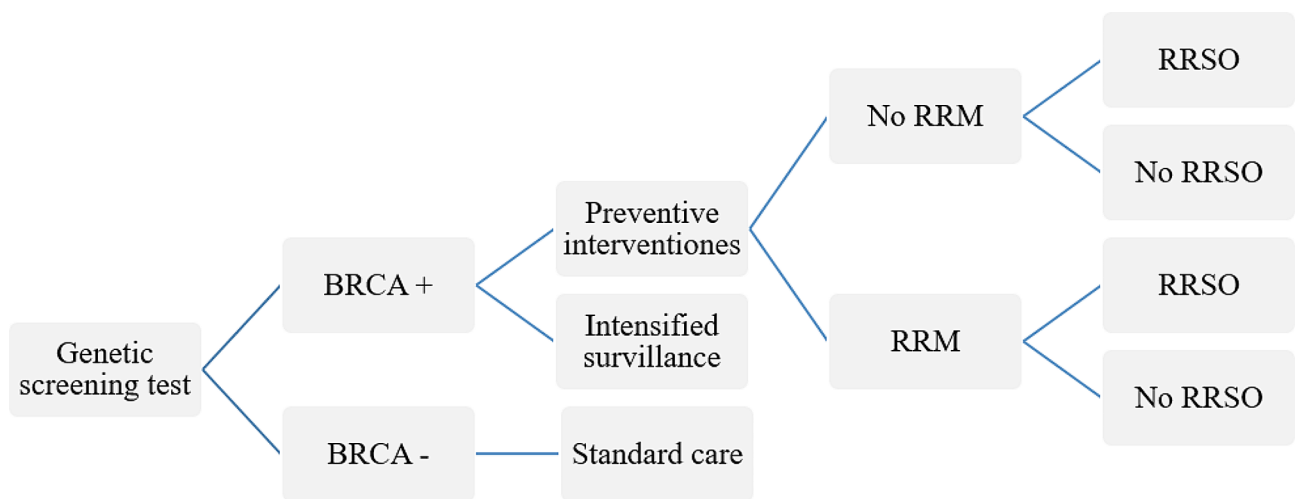 Genetic
screening test
BRCA +
BRCA -
Preventive
interventiones
Intensified
survillance
Standard care
No RRM
RRM
RRSO
No RRSO
RRSO
No RRSO